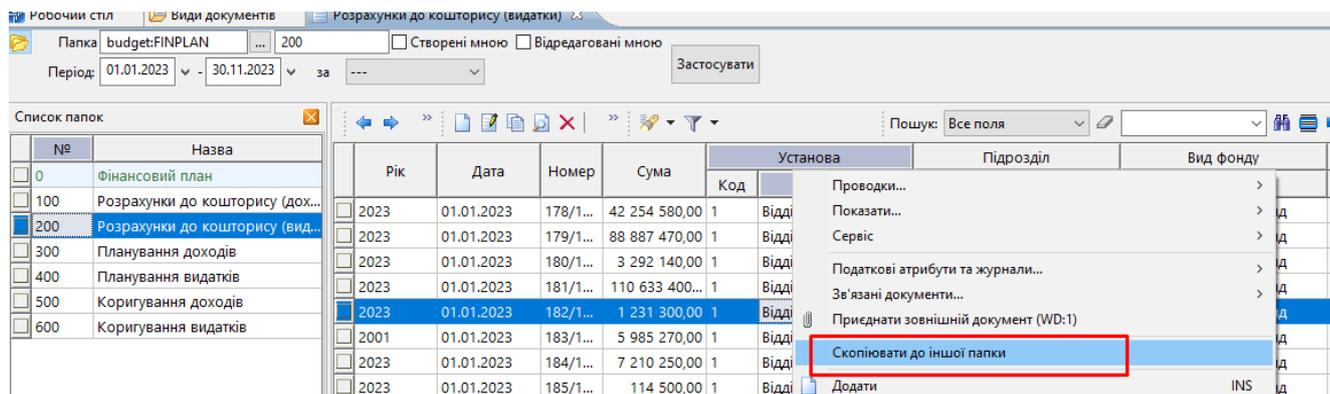 Робочий стіл Види документів Розрахунки до кошторису (видатки)
Папка budget:FINPLAN ... 200 Створені мною Відредаговані мною
Період: 01.01.2023 - 30.11.2023 за --- Застосувати
Список папок
Пошук: Все поля
№ Назва
0 Фінансовий план
100 Розрахунки до кошторису (дох...
200 Розрахунки до кошторису (вид...
300 Планування доходів
400 Планування видатків
500 Коригування доходів
600 Коригування видатків
Рік Дата Номер Сума Установа Підрозділ Вид фонду
Код
2023 01.01.2023 178/1... 42 254 580,00 1 Відді
2023 01.01.2023 179/1... 88 887 470,00 1 Відді
2023 01.01.2023 180/1... 3 292 140,00 1 Відді
2023 01.01.2023 181/1... 110 633 400... 1 Відді
2023 01.01.2023 182/1... 1 231 300,00 1 Відді
2001 01.01.2023 183/1... 5 985 270,00 1 Відді
2023 01.01.2023 184/1... 7 210 250,00 1 Відді
2023 01.01.2023 185/1... 114 500,00 1 Відді
Проводки...
Показати...
Сервіс
Податкові атрибути та журнали...
Зв'язані документи...
Приєднати зовнішній документ (WD:1)
Скопіювати до іншої папки
Додати INS